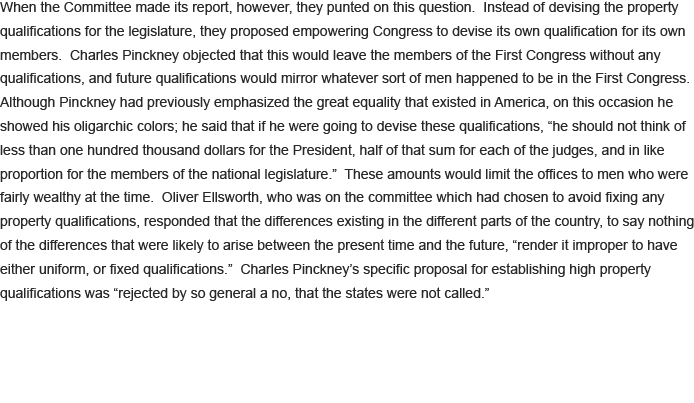 When the Committee made its report, however, they punted on this question.  Instead of devising the property
qualifications for the legislature, they proposed empowering Congress to devise its own qualification for its own
members.  Charles Pinckney objected that this would leave the members of the First Congress without any
qualifications, and future qualifications would mirror whatever sort of men happened to be in the First Congress.
Although Pinckney had previously emphasized the great equality that existed in America, on this occasion he
showed his oligarchic colors; he said that if he were going to devise these qualifications, “he should not think of
less than one hundred thousand dollars for the President, half of that sum for each of the judges, and in like
proportion for the members of the national legislature.”  These amounts would limit the offices to men who were
fairly wealthy at the time.  Oliver Ellsworth, who was on the committee which had chosen to avoid fixing any
property qualifications, responded that the differences existing in the different parts of the country, to say nothing
of the differences that were likely to arise between the present time and the future, “render it improper to have
either uniform, or fixed qualifications.”  Charles Pinckney’s specific proposal for establishing high property
qualifications was “rejected by so general a no, that the states were not called.”